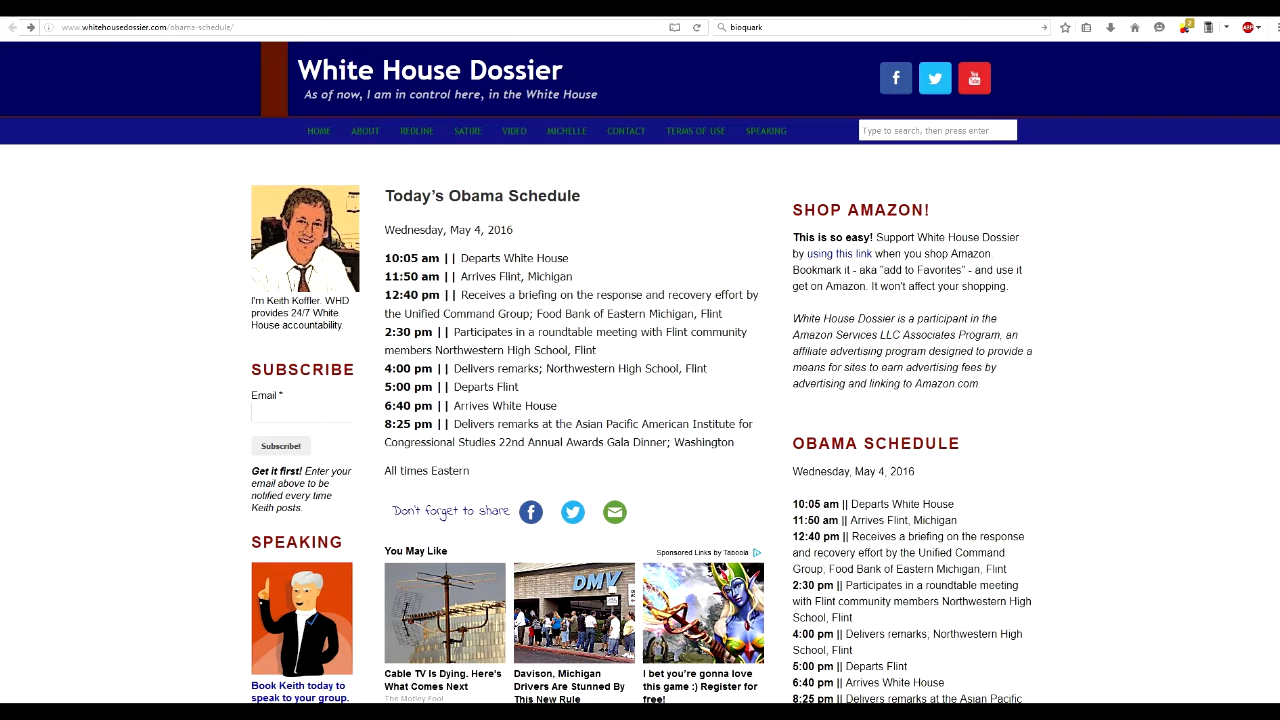 www.whitehousedossier.com/obama-schedule/
bioquark
White House Dossier
As of now, I am in control here, in the White House
HOME ABOUT REDLINE SATIRE VIDEO MICHELLE CONTACT TERMS OF USE SPEAKING
Type to search, then press enter
I'm Keith Koffler. WHD
provides 24/7 White
House accountability.
SUBSCRIBE
Email *
Subscribe!
Get it first! Enter your
email above to be
notified every time
Keith posts.
SPEAKING
Book Keith today to
speak to your group.
Today's Obama Schedule
Wednesday, May 4, 2016
10:05 am || Departs White House
11:50 am || Arrives Flint, Michigan
12:40 pm || Receives a briefing on the response and recovery effort by
the Unified Command Group; Food Bank of Eastern Michigan, Flint
2:30 pm || Participates in a roundtable meeting with Flint community
members Northwestern High School, Flint
4:00 pm || Delivers remarks; Northwestern High School, Flint
5:00 pm || Departs Flint
6:40 pm || Arrives White House
8:25 pm || Delivers remarks at the Asian Pacific American Institute for
Congressional Studies 22nd Annual Awards Gala Dinner; Washington
All times Eastern
Don't forget to share
You May Like
Sponsored Links by Taboola
DMV
Cable TV Is Dying. Here's
What Comes Next
The Motley Fool
Davison, Michigan
Drivers Are Stunned By
This New Rule
I bet you're gonna love
this game :) Register for
free!
SHOP AMAZON!
This is so easy! Support White House Dossier
by using this link when you shop Amazon.
Bookmark it - aka "add to Favorites" - and use it
get on Amazon. It won't affect your shopping.
White House Dossier is a participant in the
Amazon Services LLC Associates Program, an
affiliate advertising program designed to provide a
means for sites to earn advertising fees by
advertising and linking to Amazon.com.
OBAMA SCHEDULE
Wednesday, May 4, 2016
10:05 am || Departs White House
11:50 am || Arrives Flint, Michigan
12:40 pm || Receives a briefing on the response
and recovery effort by the Unified Command
Group; Food Bank of Eastern Michigan, Flint
2:30 pm || Participates in a roundtable meeting
with Flint community members Northwestern High
School, Flint
4:00 pm || Delivers remarks; Northwestern High
School, Flint
5:00 pm || Departs Flint
6:40 pm || Arrives White House
8:25 pm || Delivers remarks at the Asian Pacific